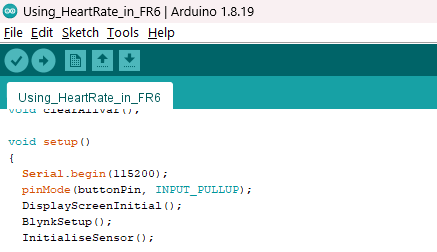 Using_HeartRate_in_FR6 | Arduino 1.8.19
File Edit Sketch Tools Help
Using_HeartRate_in_FR6
void clearAllVar();
void setup()
{
Serial.begin(115200);
pinMode(buttonPin, INPUT_PULLUP);
DisplayScreenInitial();
BlynkSetup();
InitialiseSensor();